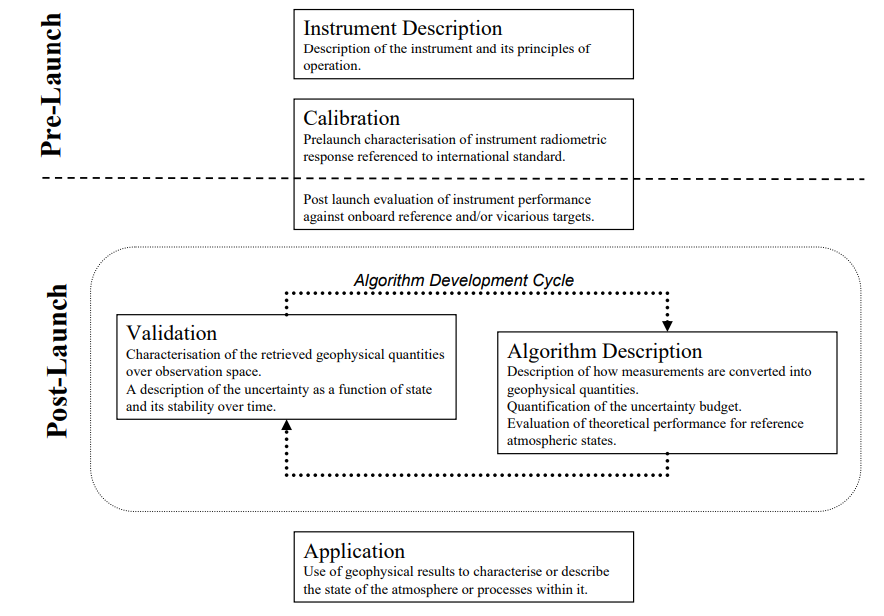 Pre-Launch
Instrument Description
Description of the instrument and its principles of
operation.
Calibration
Prelaunch characterisation of instrument radiometric
response referenced to international standard.
Post launch evaluation of instrument performance
against onboard reference and/or vicarious targets.
Post-Launch
Algorithm Development Cycle
Validation
Characterisation of the retrieved geophysical quantities
over observation space.
A description of the uncertainty as a function of state
and its stability over time.
Algorithm Description
Description of how measurements are converted into
geophysical quantities.
Quantification of the uncertainty budget.
Evaluation of theoretical performance for reference
atmospheric states.
Application
Use of geophysical results to characterise or describe
the state of the atmosphere or processes within it.